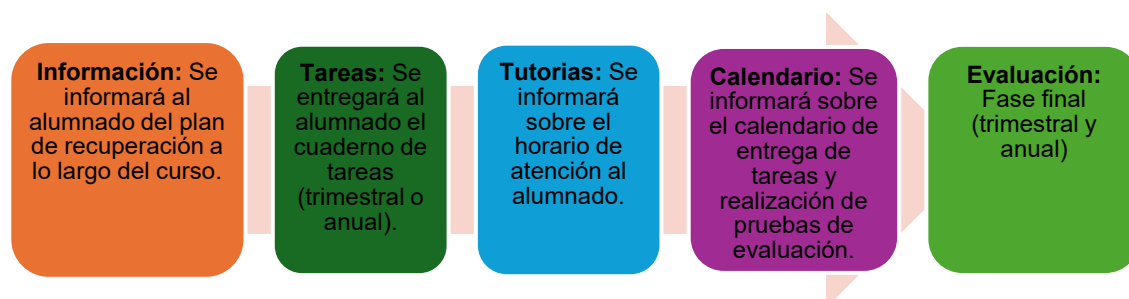 Información: Se
informará al
alumnado del plan
de recuperación a
lo largo del curso.
Tareas: Se
entregará al
alumnado el
cuaderno de
tareas
(trimestral o
anual).
Tutorias: Se
informará
sobre el
horario de
atención al
alumnado.
Calendario: Se
informará sobre
el calendario de
entrega de
tareas y
realización de
pruebas de
evaluación.
Evaluación:
Fase final
(trimestral y
anual)